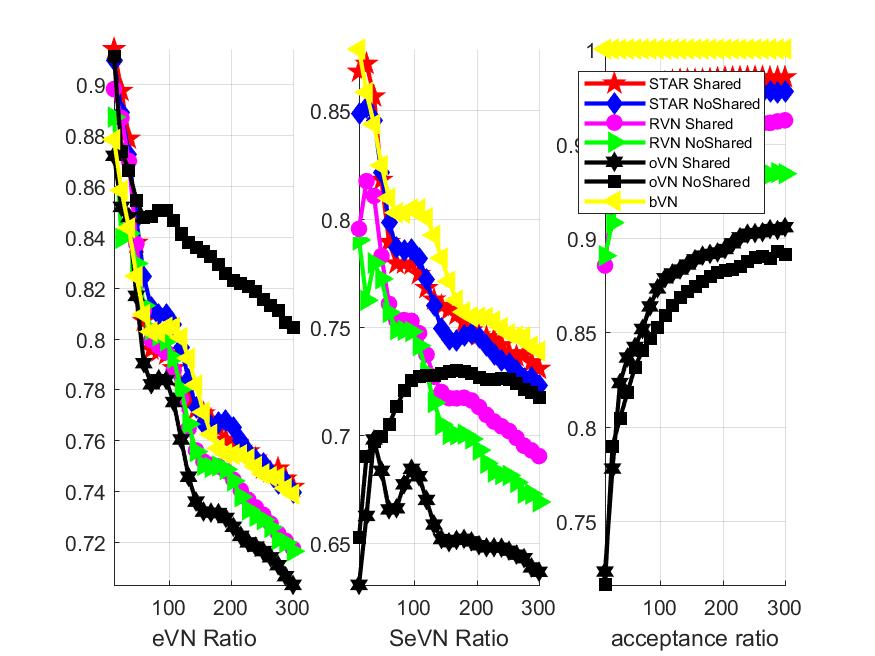 0.9
0.88
0.86
0.84
0.82
0.8
0.78
0.76
0.74
0.72
100 200 300
eVN Ratio
0.85
0.8
0.75
0.7
0.65
100 200 300
SeVN Ratio
1
0.9
0.85
0.8
0.75
100 200 300
acceptance ratio
STAR Shared
STAR NoShared
RVN Shared
RVN NoShared
oVN Shared
oVN NoShared
bVN